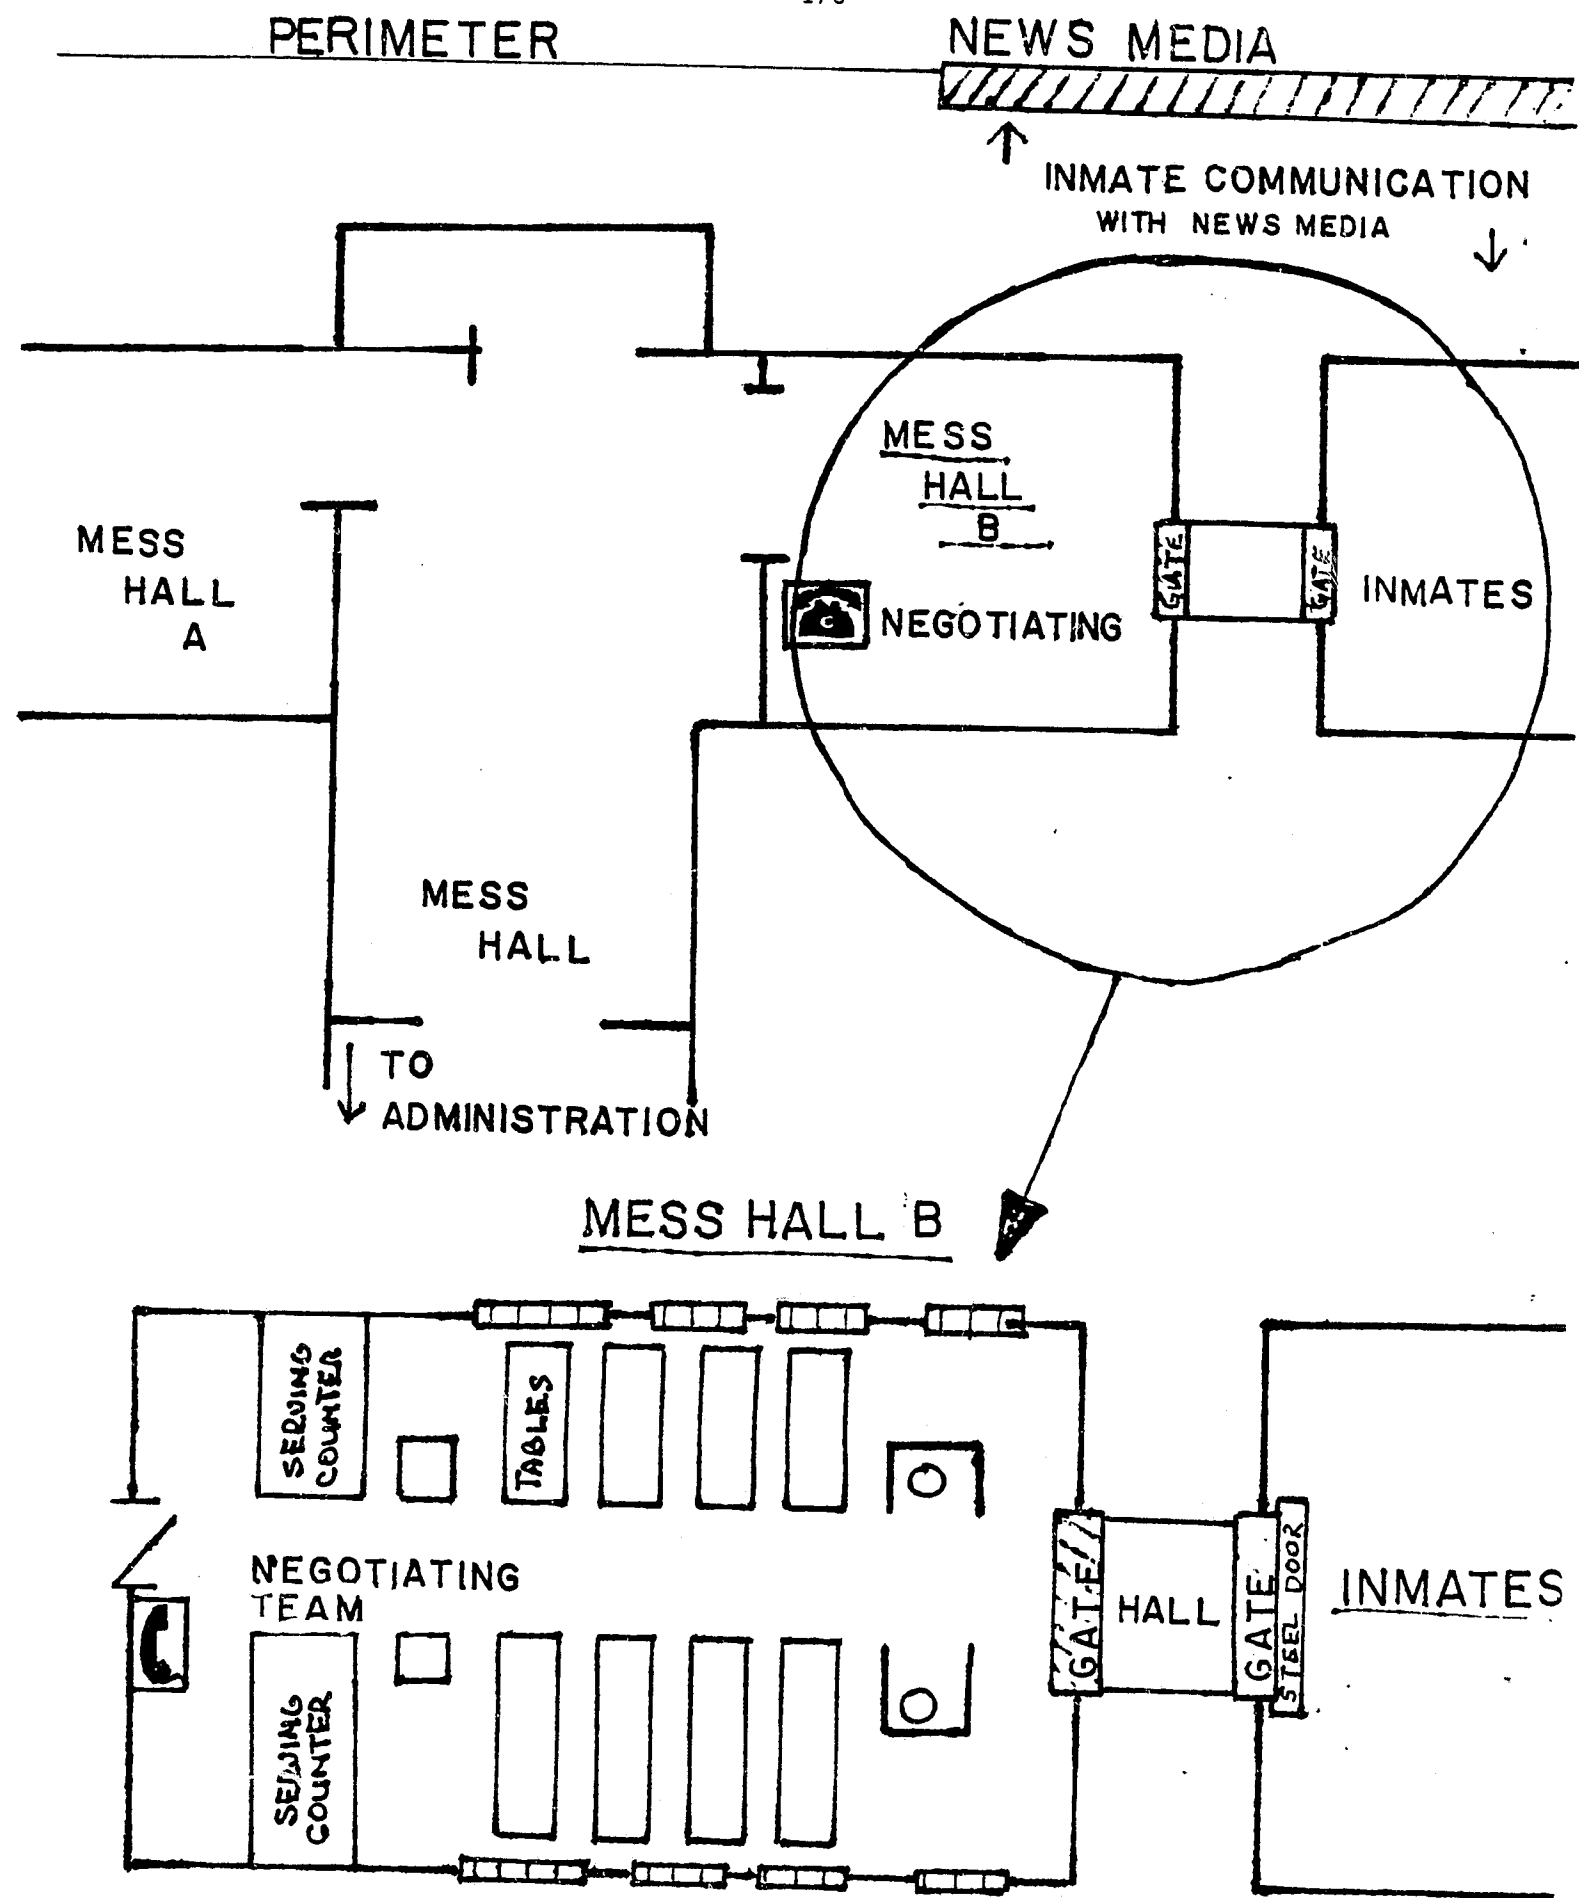 PERIMETER
NEWS MEDIA
INMATE COMMUNICATION
WITH NEWS MEDIA
MESS
HALL
B
MESS
HALL
A
GATE
GATE
INMATES
NEGOTIATING
MESS
HALL
TO
ADMINISTRATION
MESS HALL B
SERVING
COUNTER
TABLES
NEGOTIATING
TEAM
GATE
HALL
GATE
STEEL DOOR
INMATES
SERVING
COUNTER